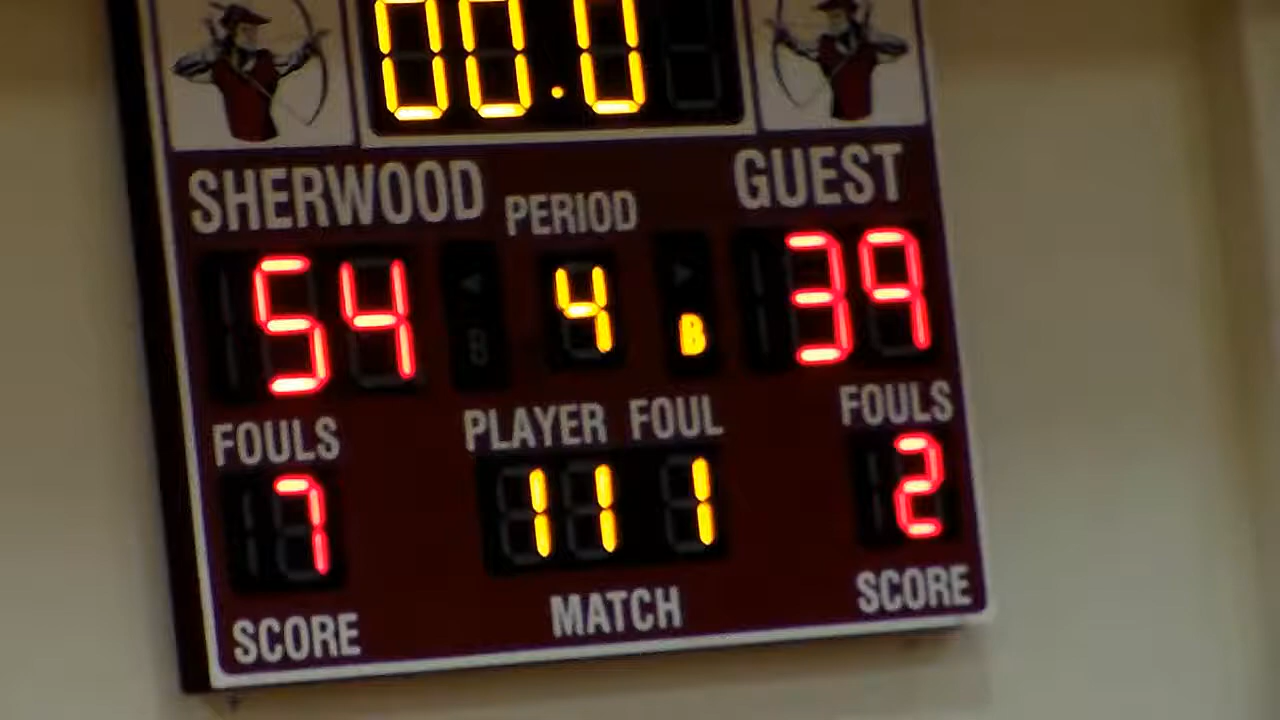 00.0
SHERWOOD PERIOD GUEST
54 4 B 39
FOULS PLAYER FOUL FOULS
7 11 1 2
SCORE MATCH SCORE